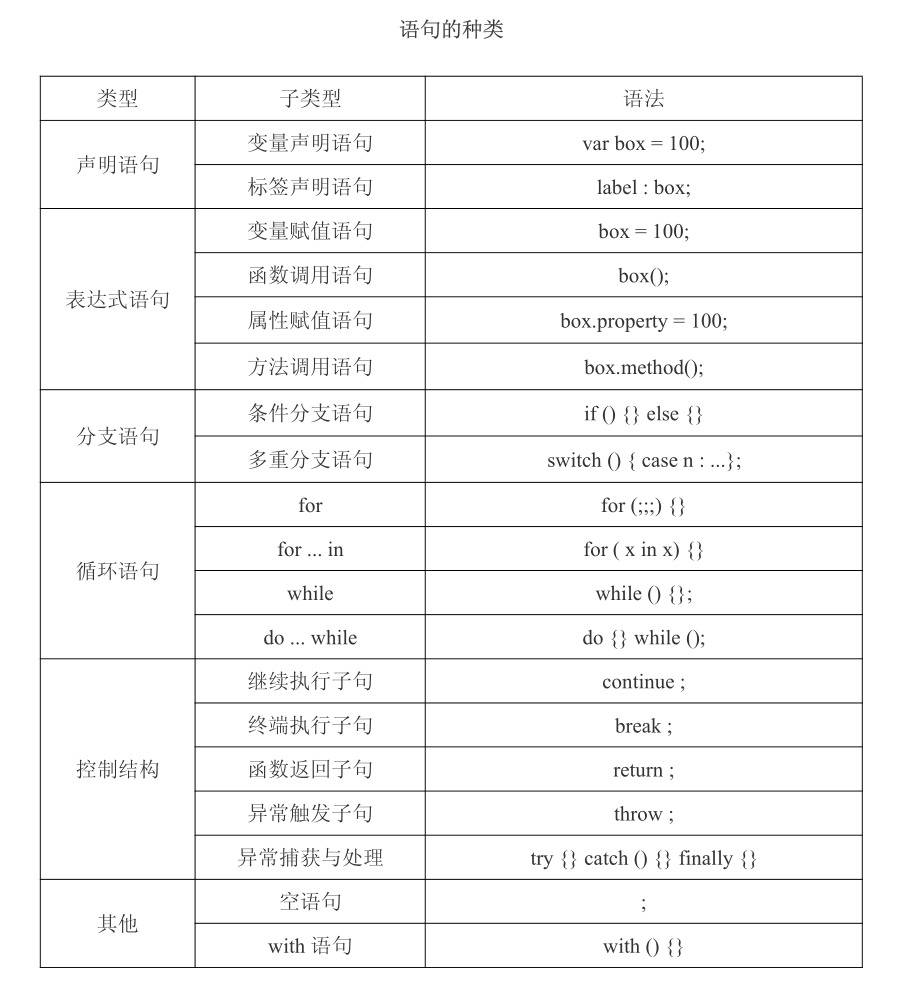 语句的种类
类型 子类型 语法
声明语句 变量声明语句 var box = 100;
标签声明语句 label : box;
表达式语句 变量赋值语句 box = 100;
函数调用语句 box();
属性赋值语句 box.property = 100;
方法调用语句 box.method();
分支语句 条件分支语句 if () {} else {}
多重分支语句 switch () { case n : ...};
循环语句 for for (;;;) {}
for ... in for ( x in x) {}
while while () {};
do ... while do {} while ();
控制结构 继续执行子句 continue ;
终端执行子句 break ;
函数返回子句 return ;
异常触发子句 throw ;
异常捕获与处理 try {} catch () {} finally {}
其他 空语句 ;
with 语句 with () {}